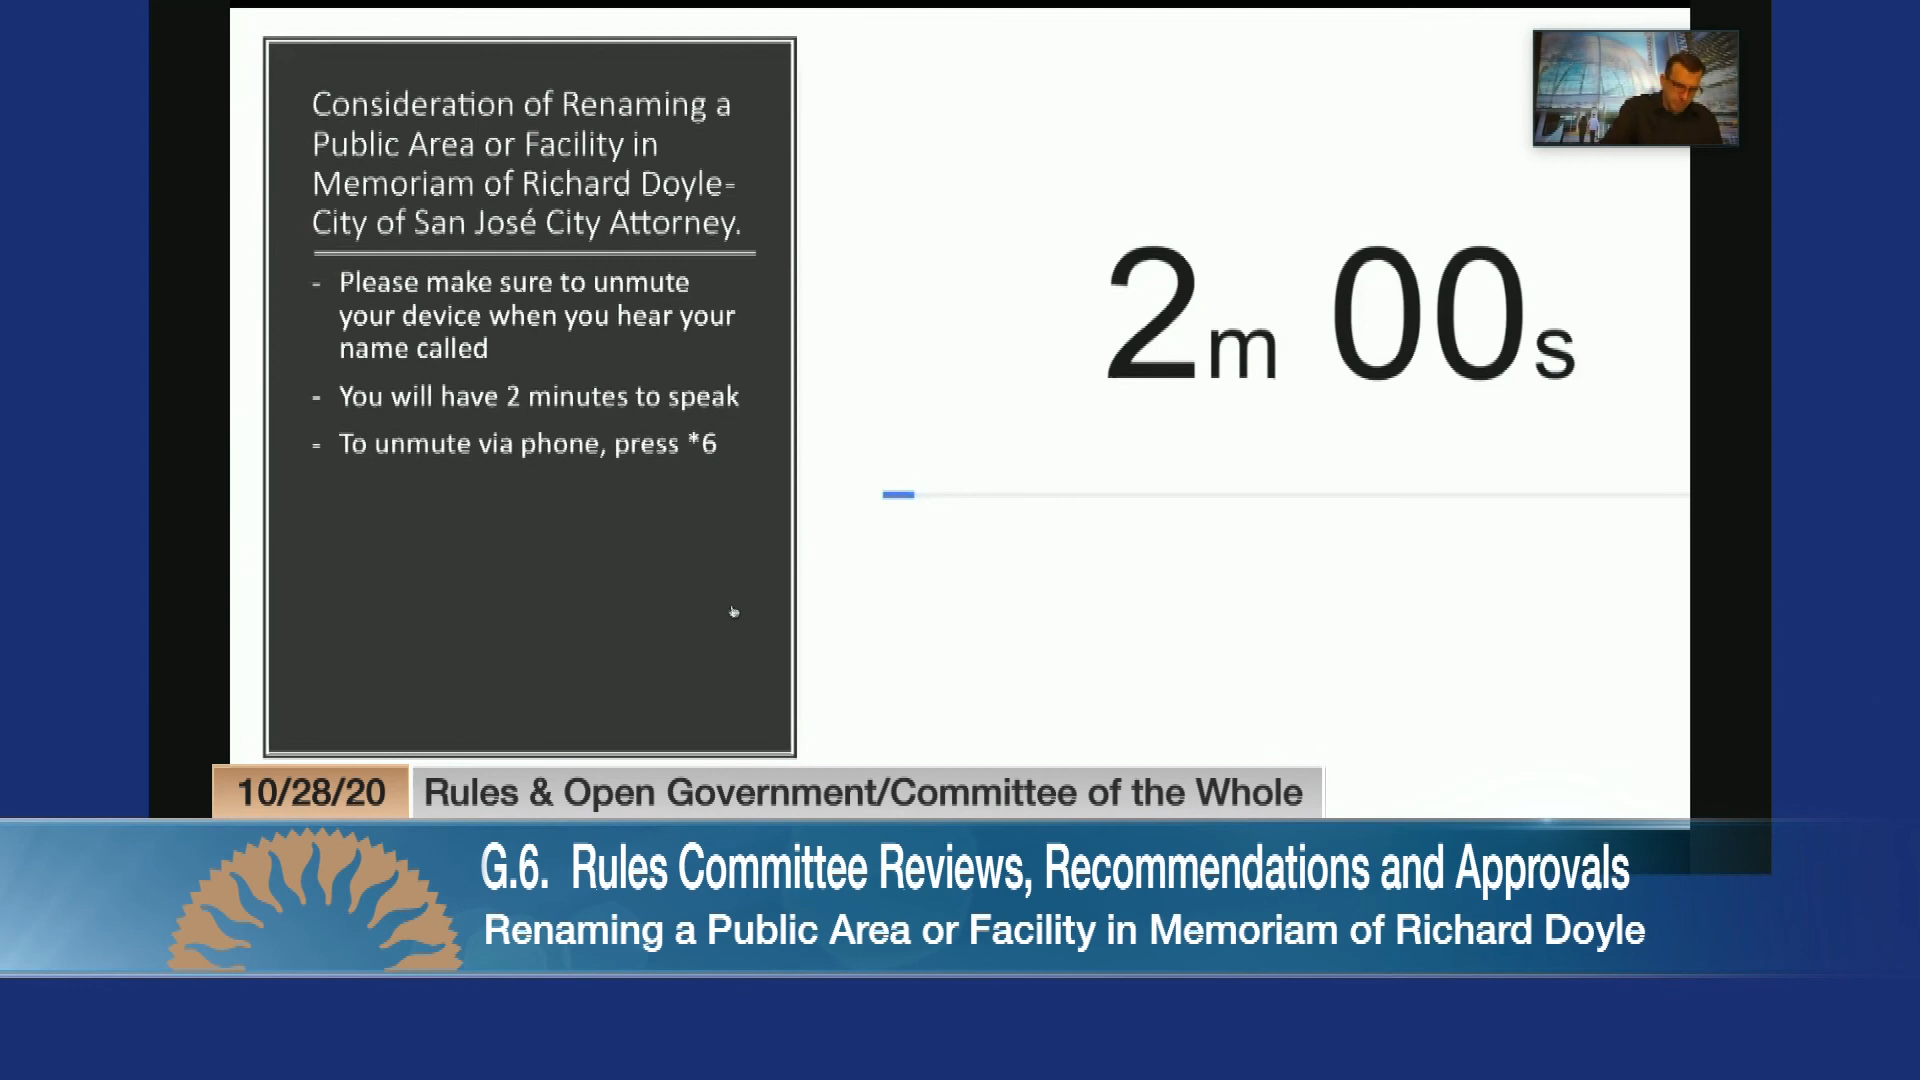 Consideration of Renaming a
Public Area or Facility in
Memoriam of Richard Doyle-
City of San José City Attorney.
- Please make sure to unmute
your device when you hear your
name called
- You will have 2 minutes to speak
- To unmute via phone, press *6
2m 00s
10/28/20 Rules & Open Government/Committee of the Whole
G.6. Rules Committee Reviews, Recommendations and Approvals
Renaming a Public Area or Facility in Memoriam of Richard Doyle